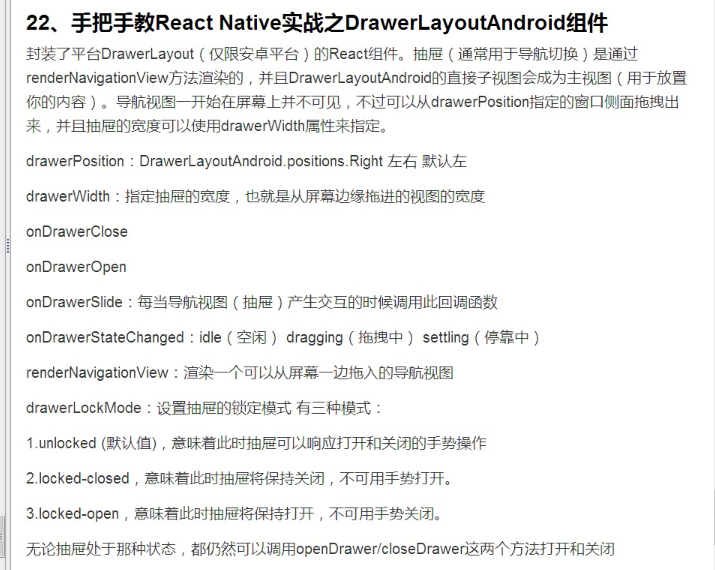 22、手把手教React Native实战之DrawerLayoutAndroid组件
封装了平台DrawerLayout（仅限安卓平台）的React组件。抽屉（通常用于导航切换）是通过
renderNavigationView方法渲染的，并且DrawerLayoutAndroid的直接子视图会成为主视图（用于放置
你的内容）。导航视图一开始在屏幕上并不可见，不过可以从drawerPosition指定的窗口侧面拖拽出
来，并且抽屉的宽度可以使用drawerWidth属性来指定。
drawerPosition：DrawerLayoutAndroid.positions.Right 左右 默认左
drawerWidth：指定抽屉的宽度，也就是从屏幕边缘拖进的视图的宽度
onDrawerClose
onDrawerOpen
onDrawerSlide：每当导航视图（抽屉）产生交互的时候调用此回调函数
onDrawerStateChanged：idle（空闲） dragging（拖拽中） settling（停靠中）
renderNavigationView：渲染一个可以从屏幕一边拖入的导航视图
drawerLockMode：设置抽屉的锁定模式 有三种模式：
1.unlocked (默认值)，意味着此时抽屉可以响应打开和关闭的手势操作
2.locked-closed，意味着此时抽屉将保持关闭，不可用手势打开。
3.locked-open，意味着此时抽屉将保持打开，不可用手势关闭。
无论抽屉处于那种状态，都仍然可以调用openDrawer/closeDrawer这两个方法打开和关闭